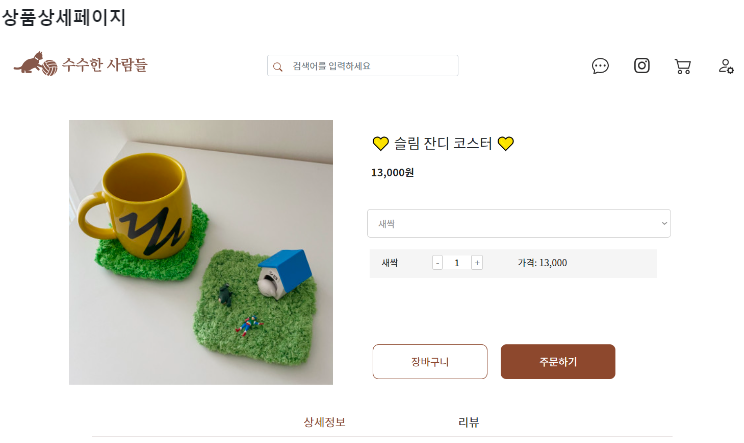 상품상세페이지
수수한 사람들
검색어를 입력하세요
💛 슬림 잔디 코스터 💛
13,000원
새싹
새싹 - 1 + 가격: 13,000
장바구니 주문하기
상세정보 리뷰